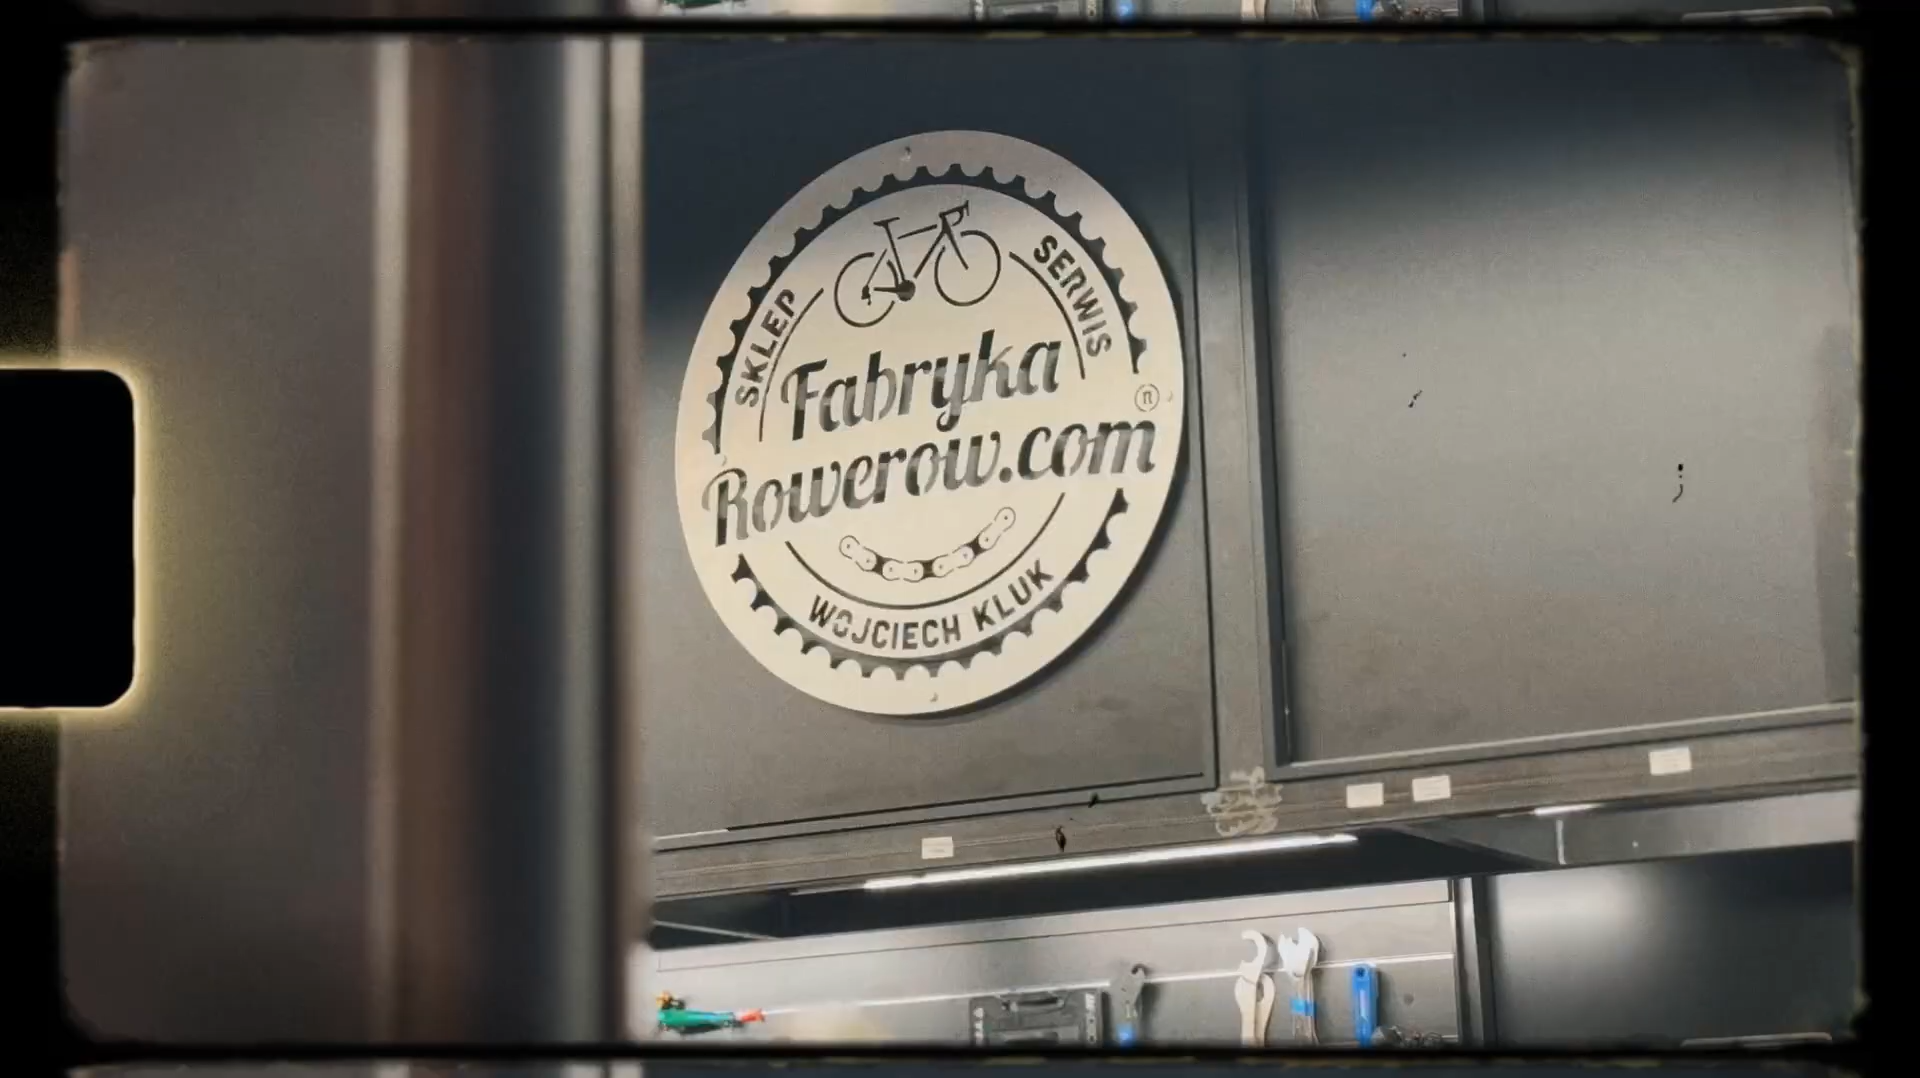 SKLEP
SERWIS
Fabryka
Rowerow.com
®
WOJCIECH KLUK